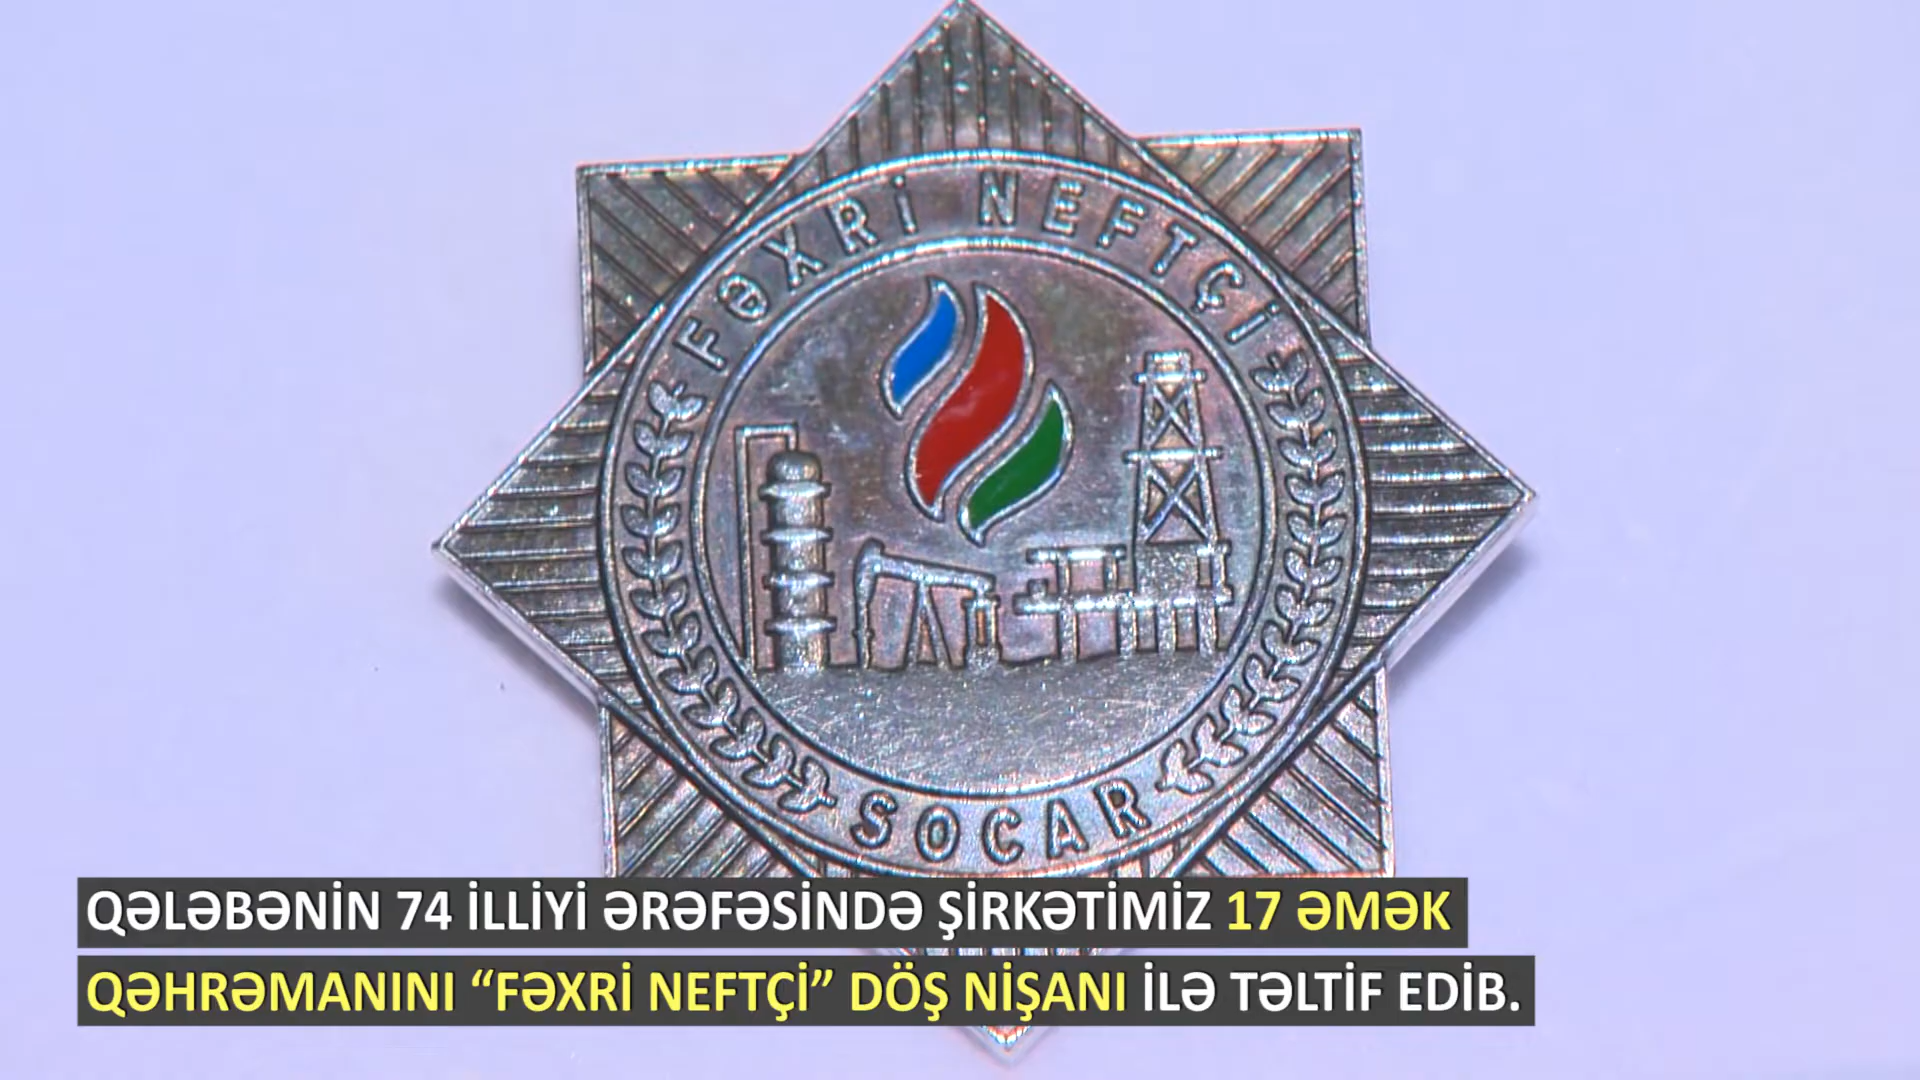 FƏXRİ NEFTÇİ
SOCAR
QƏLƏBƏNİN 74 İLLİYİ ƏRƏFƏSİNDƏ ŞİRKƏTİMİZ 17 ƏMƏK
QƏHRƏMANINI “FƏXRİ NEFTÇİ” DÖŞ NİŞANI İLƏ TƏLTİF EDİB.